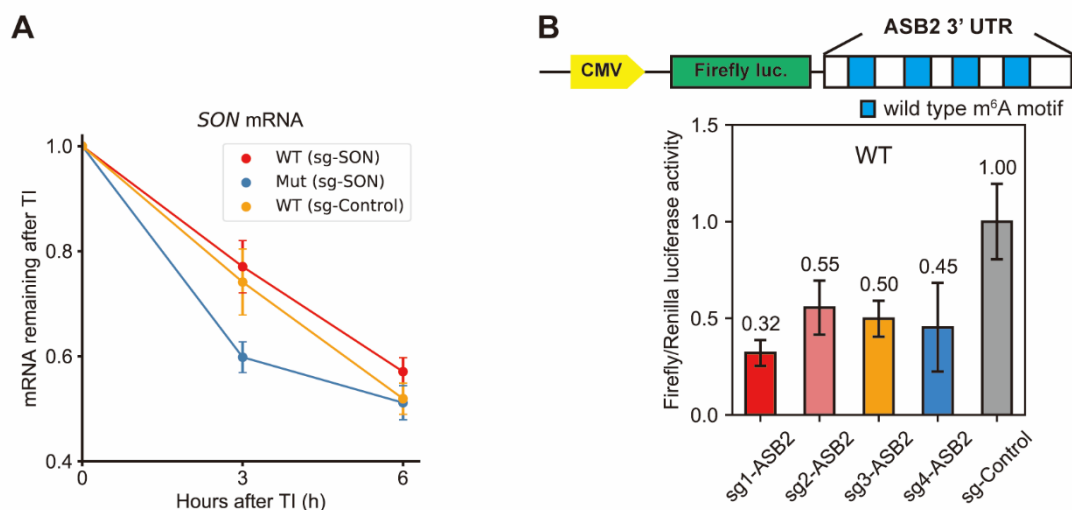 A
SON mRNA
WT (sg-SON)
Mut (sg-SON)
WT (sg-Control)
mRNA remaining after TI
1.0
0.8
0.6
0.4
0
3
6
Hours after TI (h)
B
ASB2 3' UTR
CMV
Firefly luc.
wild type m⁶A motif
WT
Firefly/Renilla luciferase activity
1.5
1.0
0.5
0.0
0.32
0.55
0.50
0.45
1.00
sg1-ASB2
sg2-ASB2
sg3-ASB2
sg4-ASB2
sg-Control